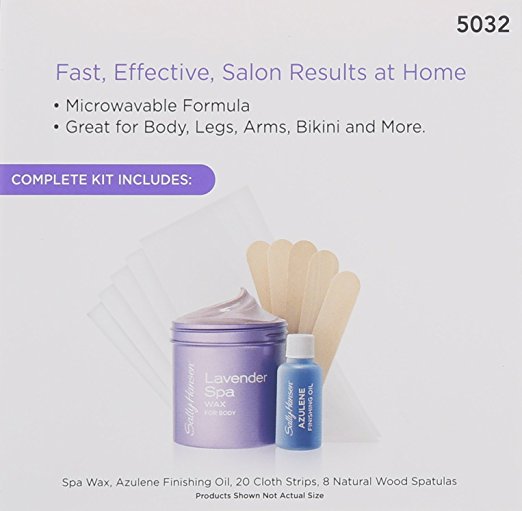 5032
Fast, Effective, Salon Results at Home
• Microwavable Formula
• Great for Body, Legs, Arms, Bikini and More.
COMPLETE KIT INCLUDES:
Sally Hansen
Lavender
Spa
WAX
FOR BODY
Sally Hansen
AZULENE
FINISHING OIL
Spa Wax, Azulene Finishing Oil, 20 Cloth Strips, 8 Natural Wood Spatulas
Products Shown Not Actual Size